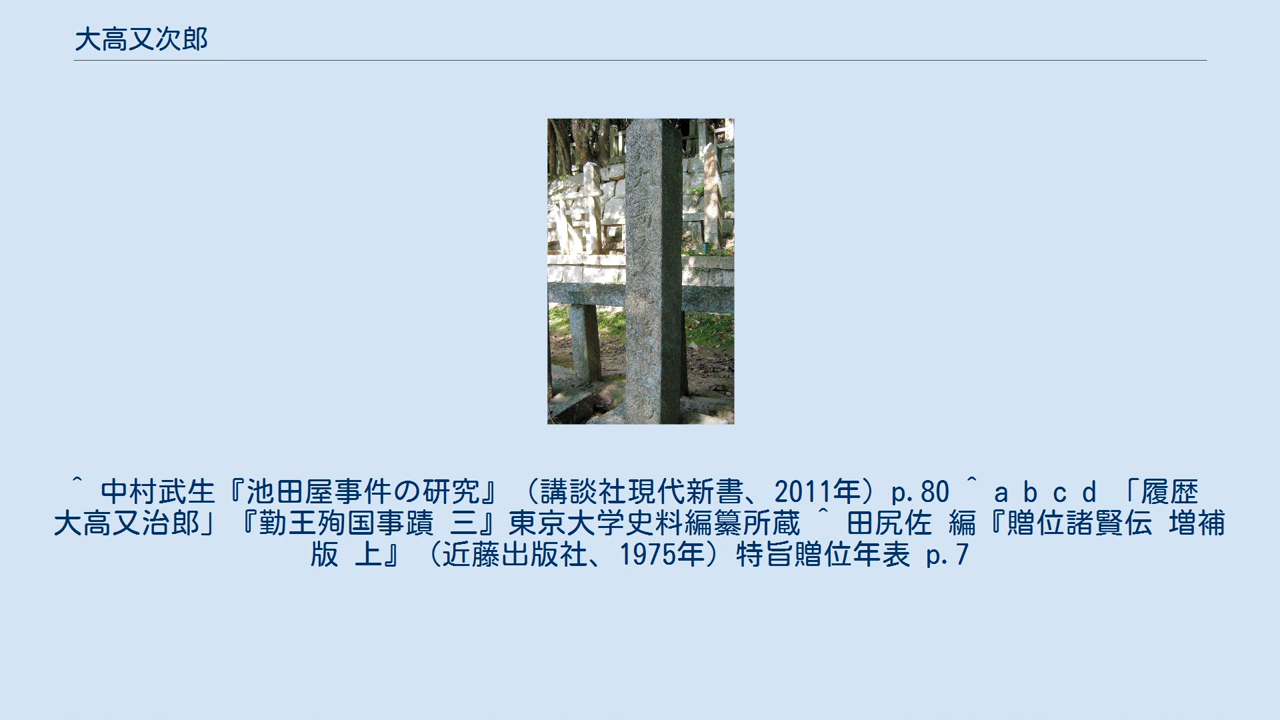 大高又次郎
^ 中村武生『池田屋事件の研究』（講談社現代新書、2011年）p.80 ^ a b c d 「履歴
大高又治郎」『勤王殉国事蹟 三』東京大学史料編纂所蔵 ^ 田尻佐 編『贈位諸賢伝 増補
版 上』（近藤出版社、1975年）特旨贈位年表 p.7